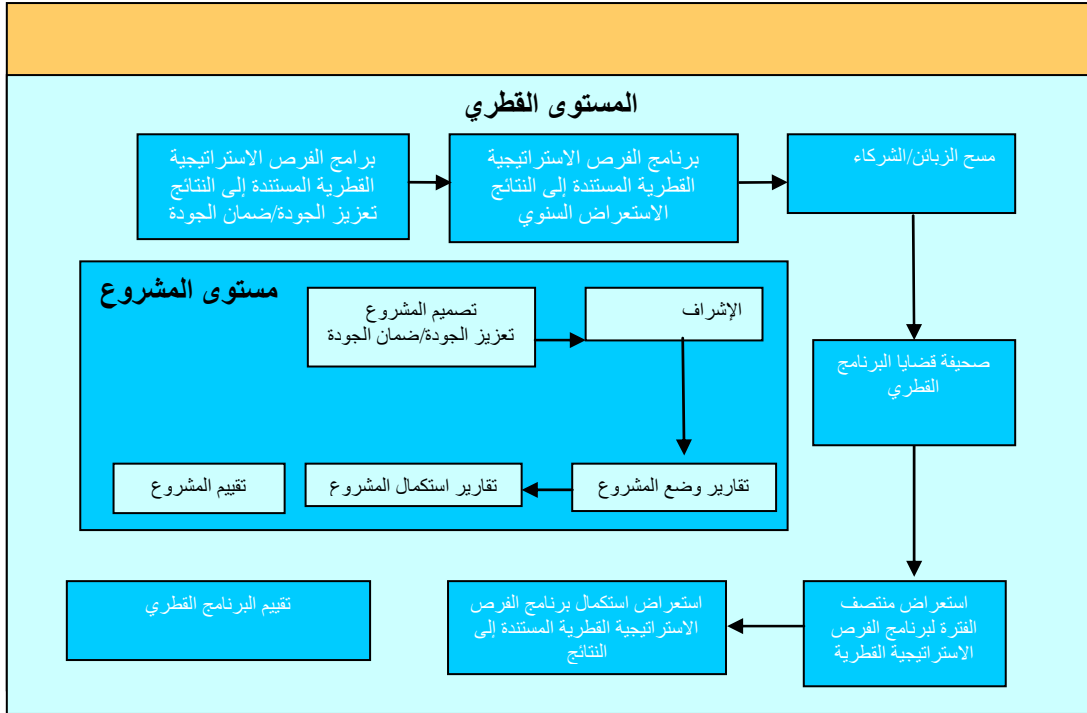 المستوى القطري
برامج الفرص الاستراتيجية
القطرية المستندة إلى النتائج
تعزيز الجودة/ضمان الجودة
برنامج الفرص الاستراتيجية
القطرية المستندة إلى النتائج
الاستعراض السنوي
مسح الزبائن/الشركاء
مستوى المشروع
تصميم المشروع
تعزيز الجودة/ضمان الجودة
الإشراف
صحيفة قضايا البرنامج
القطري
تقارير وضع المشروع
تقارير استكمال المشروع
تقييم المشروع
استعراض منتصف
الفترة لبرنامج الفرص
الاستراتيجية القطرية
استعراض استكمال برنامج الفرص
الاستراتيجية القطرية المستندة إلى
النتائج
تقييم البرنامج القطري